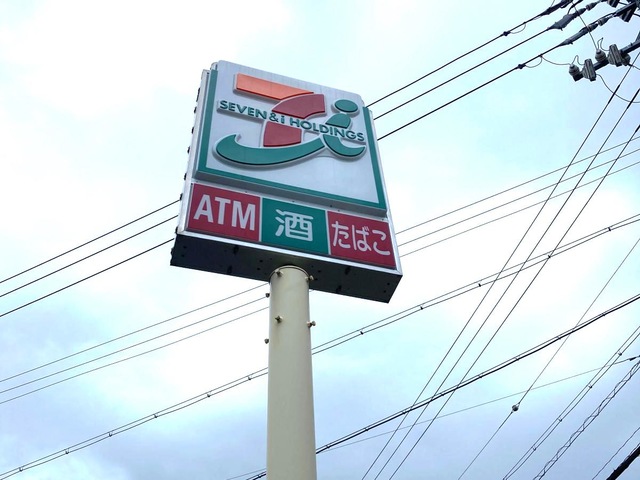 SEVEN&i HOLDINGS
ATM 酒 たばこ